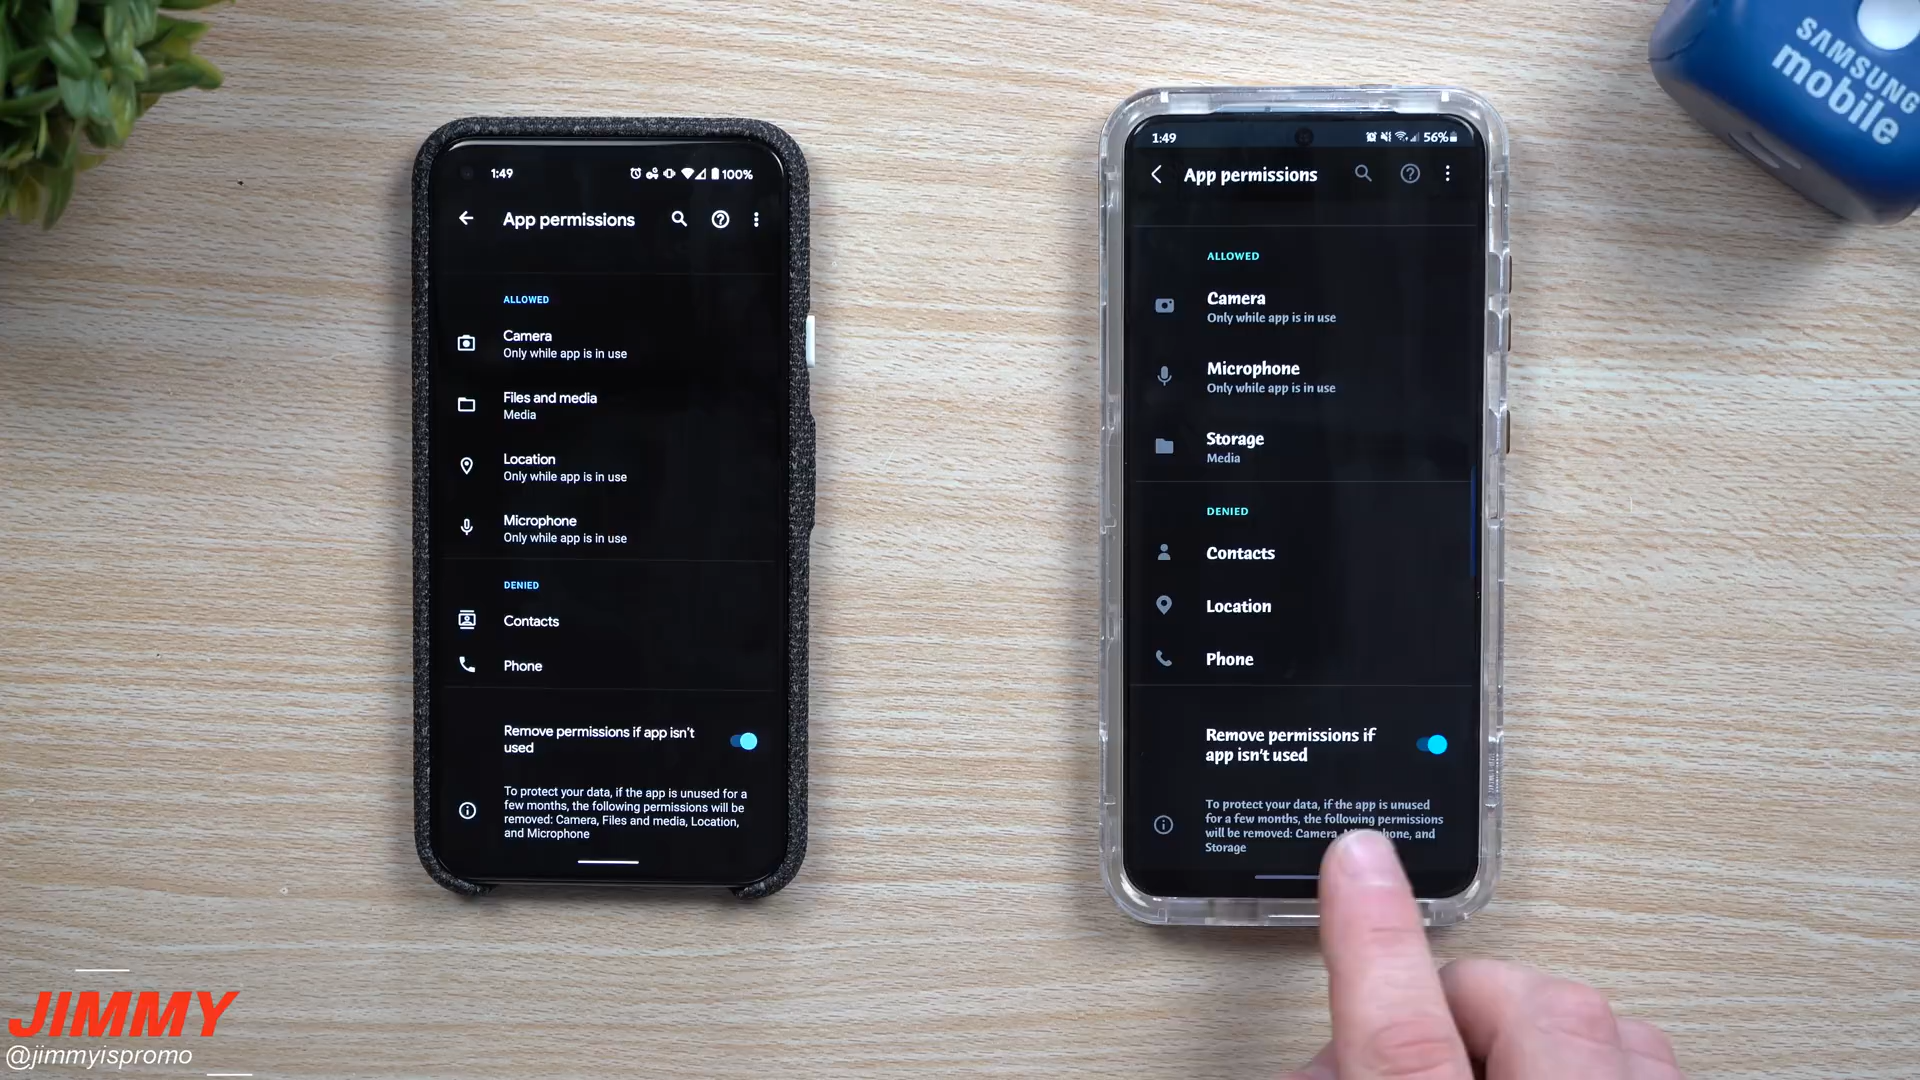 1:49
100%
App permissions
ALLOWED
Camera
Only while app is in use
Files and media
Media
Location
Only while app is in use
Microphone
Only while app is in use
DENIED
Contacts
Phone
Remove permissions if app isn't
used
To protect your data, if the app is unused for a
few months, the following permissions will be
removed: Camera, Files and media, Location,
and Microphone
1:49
56%
App permissions
ALLOWED
Camera
Only while app is in use
Microphone
Only while app is in use
Storage
Media
DENIED
Contacts
Location
Phone
Remove permissions if
app isn't used
To protect your data, if the app is unused
for a few months, the following permissions
will be removed: Camera, and
Storage
SAMSUNG
mobile
JIMMY
@jimmyispromo